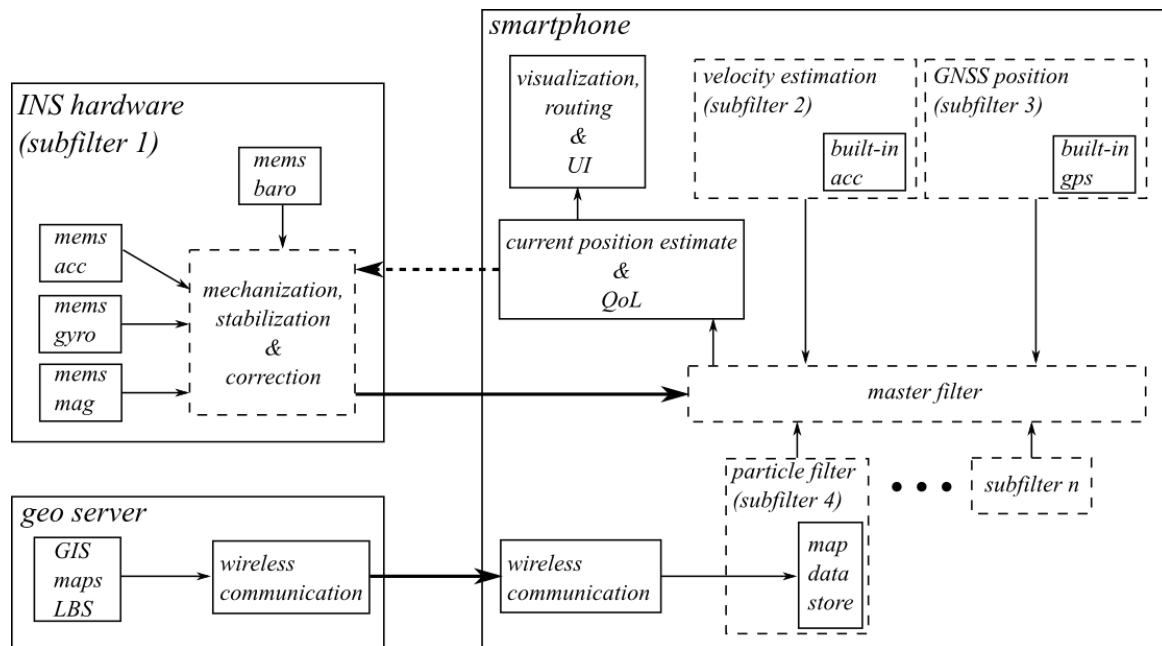 smartphone
INS hardware
(subfilter 1)
mems
baro
mems
acc
mems
gyro
mems
mag
mechanization,
stabilization
&
correction
visualization,
routing
&
UI
velocity estimation
(subfilter 2)
built-in
acc
GNSS position
(subfilter 3)
built-in
gps
current position estimate
&
QoL
master filter
particle filter
(subfilter 4)
map
data
store
subfilter n
geo server
GIS
maps
LBS
wireless
communication
wireless
communication